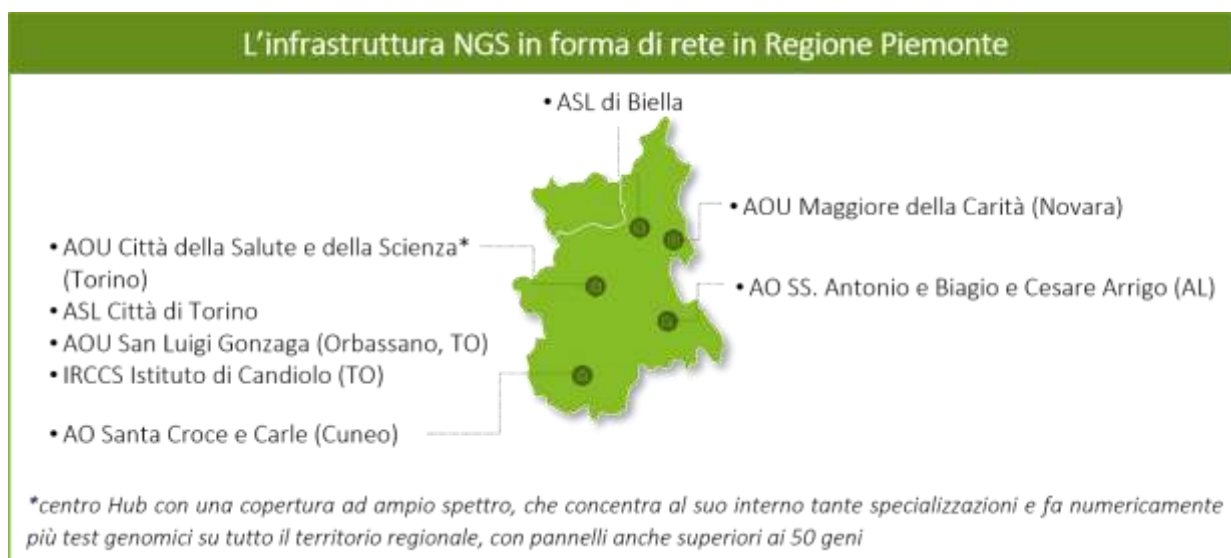 L'infrastruttura NGS in forma di rete in Regione Piemonte
• ASL di Biella
• AOU Maggiore della Carità (Novara)
• AOU Città della Salute e della Scienza*
(Torino)
• ASL Città di Torino
• AOU San Luigi Gonzaga (Orbassano, TO)
• IRCCS Istituto di Candiolo (TO)
• AO SS. Antonio e Biagio e Cesare Arrigo (AL)
• AO Santa Croce e Carle (Cuneo)
*centro Hub con una copertura ad ampio spettro, che concentra al suo interno tante specializzazioni e fa numericamente
più test genomici su tutto il territorio regionale, con pannelli anche superiori ai 50 geni